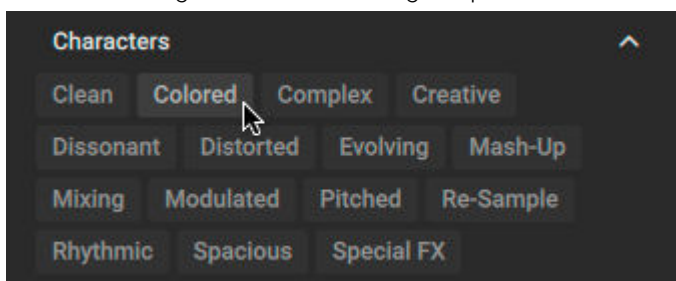 Characters
Clean Colored Complex Creative
Dissonant Distorted Evolving Mash-Up
Mixing Modulated Pitched Re-Sample
Rhythmic Spacious Special FX